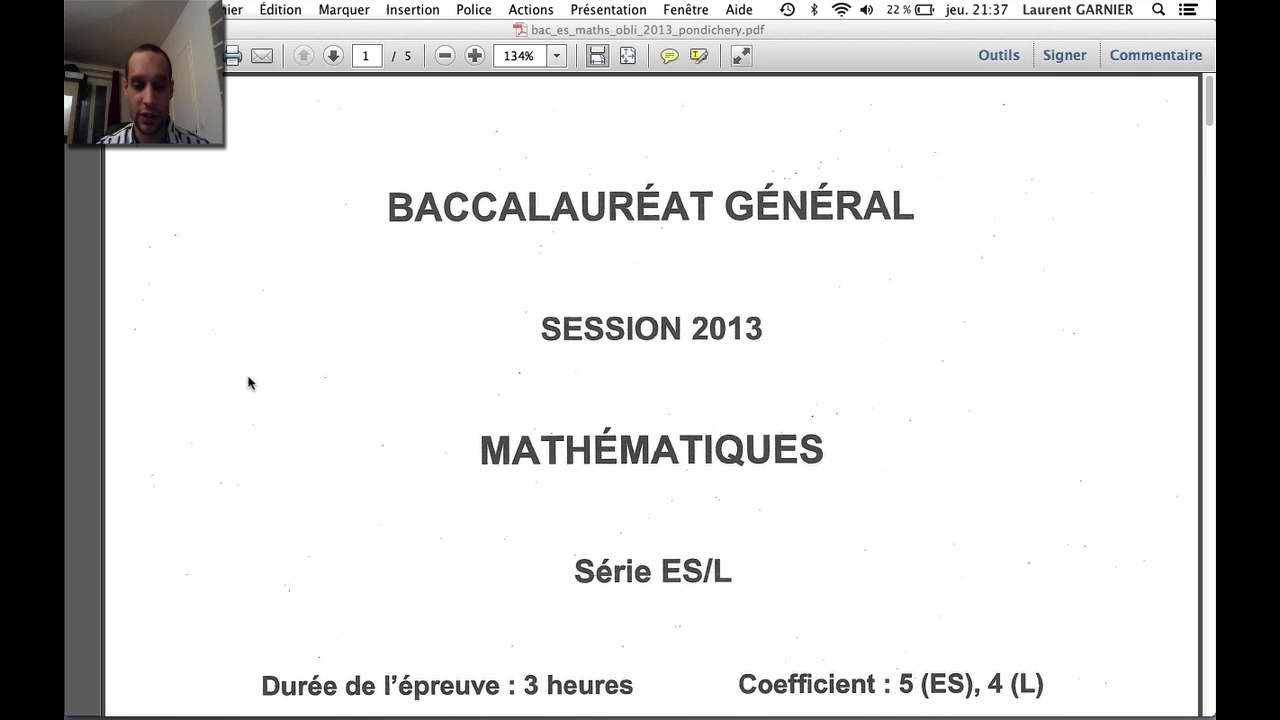 Édition Marquer Insertion Police Actions Présentation Fenêtre Aide 22 % jeu. 21:37 Laurent GARNIER
bac_es_maths_obli_2013_pondichery.pdf
1 / 5 134% Outils Signer Commentaire
BACCALAURÉAT GÉNÉRAL
SESSION 2013
MATHÉMATIQUES
Série ES/L
Durée de l'épreuve : 3 heures Coefficient : 5 (ES), 4 (L)